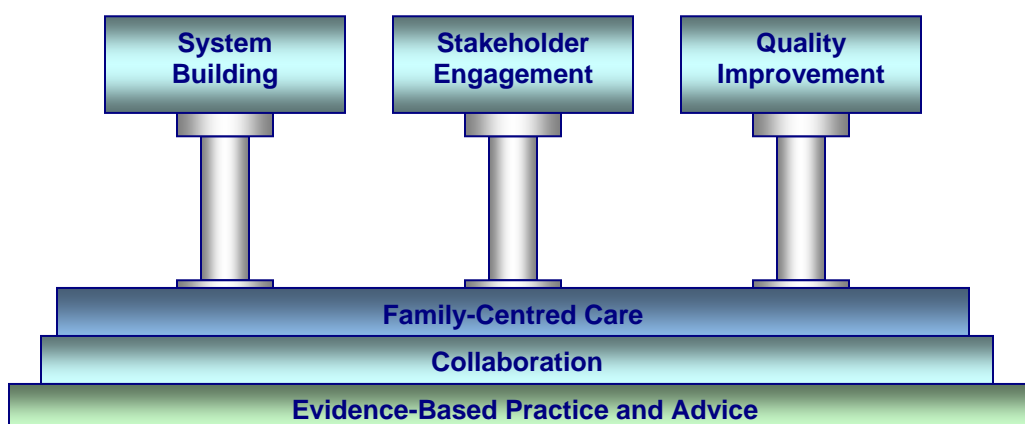 System
Building
Stakeholder
Engagement
Quality
Improvement
Family-Centred Care
Collaboration
Evidence-Based Practice and Advice